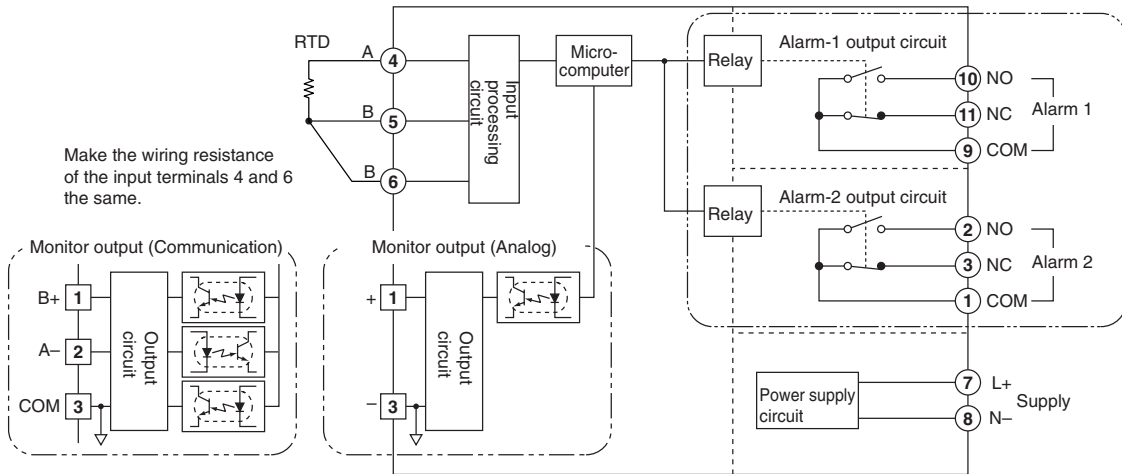 RTD
A
4
B
5
B
6
Input
processing
circuit
Micro-
computer
Make the wiring resistance
of the input terminals 4 and 6
the same.
Relay
Alarm-1 output circuit
10 NO
11 NC
9 COM
Alarm 1
Relay
Alarm-2 output circuit
2 NO
3 NC
1 COM
Alarm 2
Monitor output (Communication)
B+ 1
A– 2
COM 3
Output
circuit
Monitor output (Analog)
+ 1
– 3
Output
circuit
Power supply
circuit
7 L+
8 N–
Supply